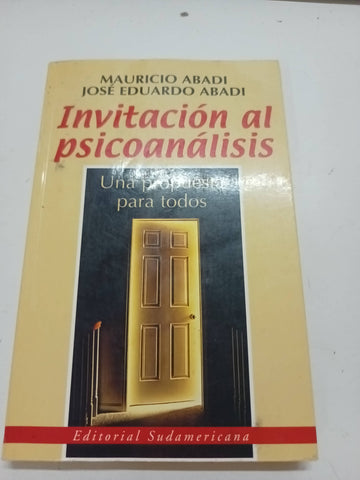 MAURICIO ABADI
JOSÉ EDUARDO ABADI
Invitación al
psicoanálisis
Una propuesta
para todos
Editorial Sudamericana